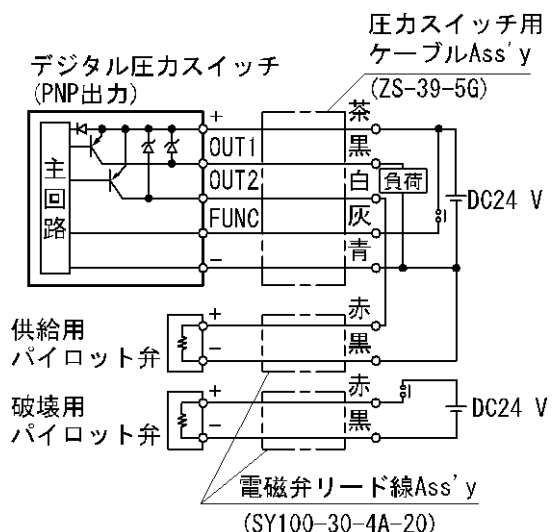 圧力スイッチ用
ケーブルAss'y
(ZS-39-5G)
デジタル圧力スイッチ
(PNP出力)
主回路
+
OUT1
OUT2
FUNC
-
茶
黒
白
灰
青
負荷
DC24 V
供給用
パイロット弁
+
-
赤
黒
破壊用
パイロット弁
+
-
赤
黒
DC24 V
電磁弁リード線Ass'y
(SY100-30-4A-20)